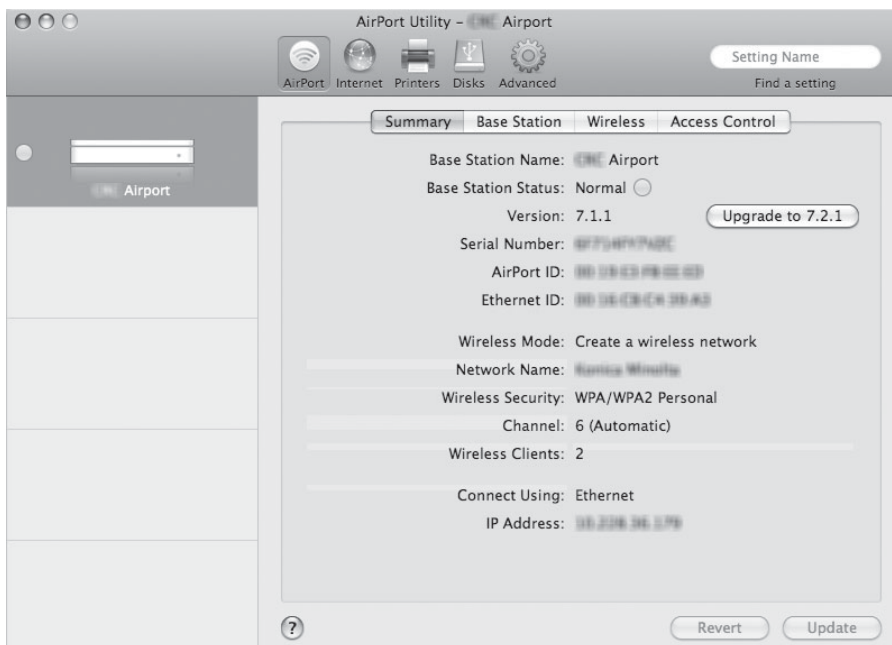 AirPort Utility – Airport
AirPort Internet Printers Disks Advanced
Setting Name
Find a setting
Airport
Summary Base Station Wireless Access Control
Base Station Name: Airport
Base Station Status: Normal
Version: 7.1.1 Upgrade to 7.2.1
Serial Number:
AirPort ID:
Ethernet ID:
Wireless Mode: Create a wireless network
Network Name:
Wireless Security: WPA/WPA2 Personal
Channel: 6 (Automatic)
Wireless Clients: 2
Connect Using: Ethernet
IP Address:
? Revert Update